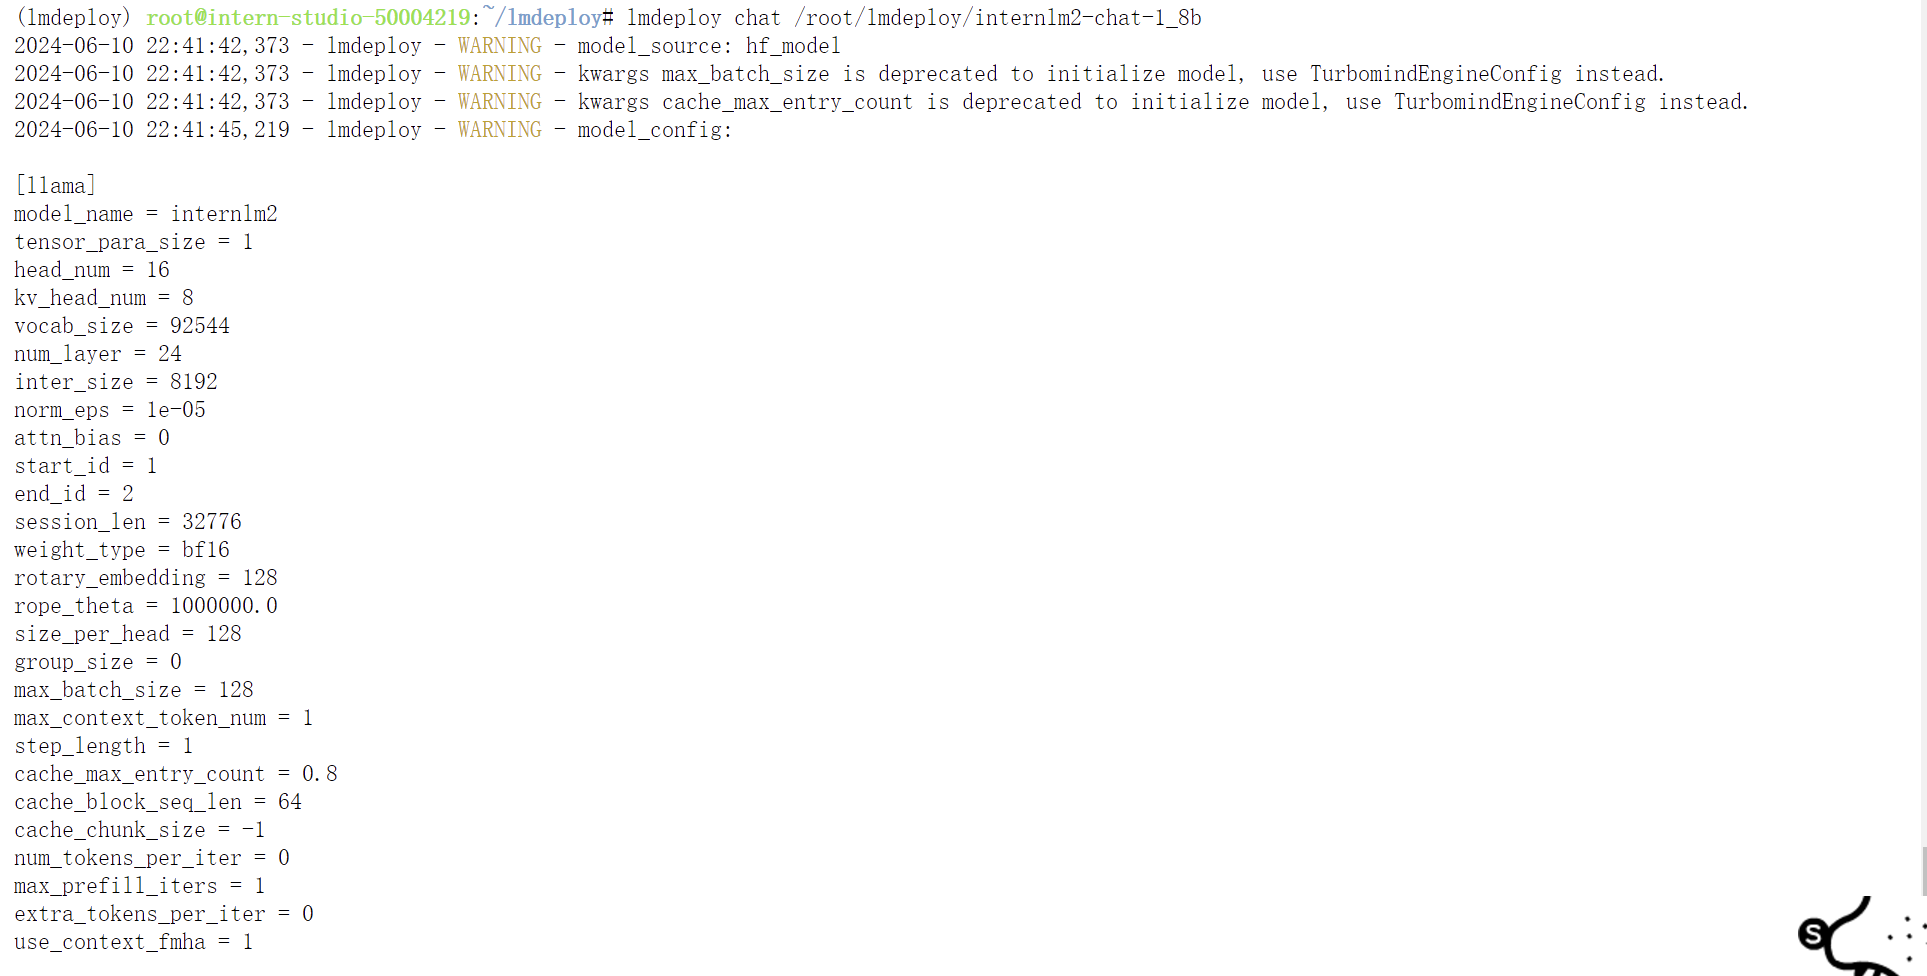 (lmdeploy) root@intern-studio-50004219:~/lmdeploy# lmdeploy chat /root/lmdeploy/internlm2-chat-1_8b
2024-06-10 22:41:42,373 - lmdeploy - WARNING - model_source: hf_model
2024-06-10 22:41:42,373 - lmdeploy - WARNING - kwargs max_batch_size is deprecated to initialize model, use TurbomindEngineConfig instead.
2024-06-10 22:41:42,373 - lmdeploy - WARNING - kwargs cache_max_entry_count is deprecated to initialize model, use TurbomindEngineConfig instead.
2024-06-10 22:41:45,219 - lmdeploy - WARNING - model_config:
[llama]
model_name = internlm2
tensor_para_size = 1
head_num = 16
kv_head_num = 8
vocab_size = 92544
num_layer = 24
inter_size = 8192
norm_eps = 1e-05
attn_bias = 0
start_id = 1
end_id = 2
session_len = 32776
weight_type = bf16
rotary_embedding = 128
rope_theta = 1000000.0
size_per_head = 128
group_size = 0
max_batch_size = 128
max_context_token_num = 1
step_length = 1
cache_max_entry_count = 0.8
cache_block_seq_len = 64
cache_chunk_size = -1
num_tokens_per_iter = 0
max_prefill_iters = 1
extra_tokens_per_iter = 0
use_context_fmha = 1
S